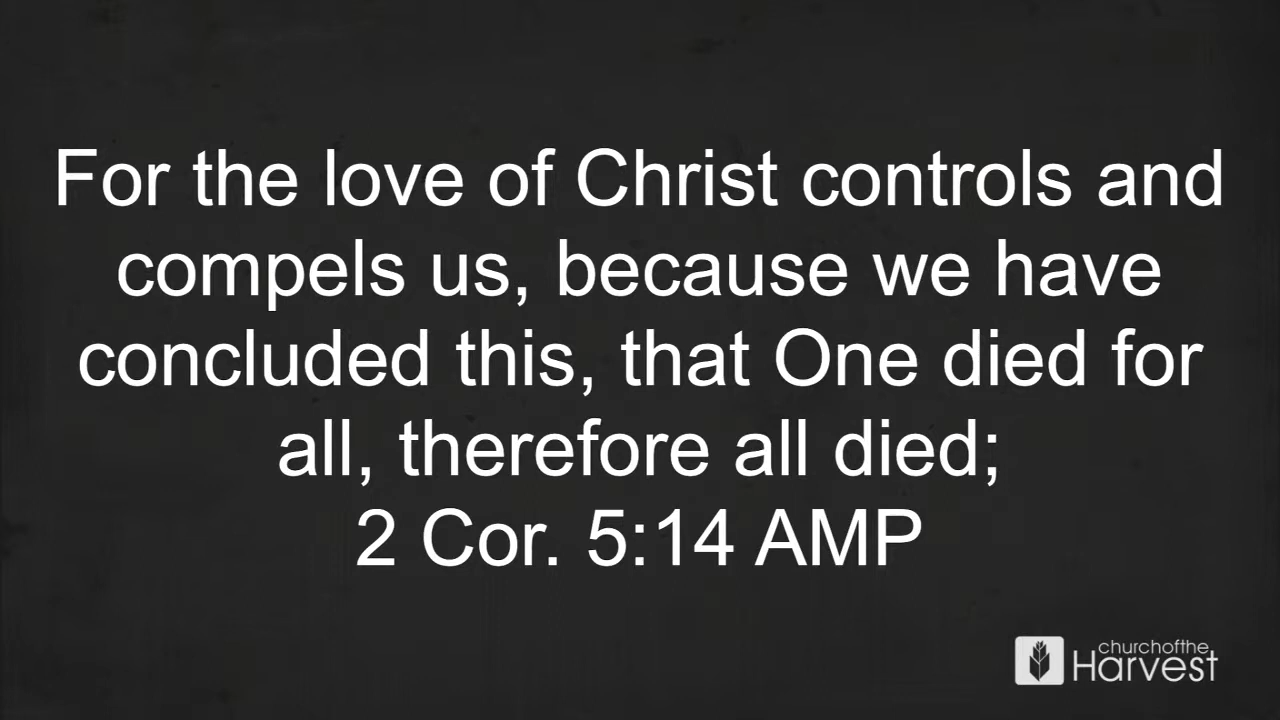 For the love of Christ controls and
compels us, because we have
concluded this, that One died for
all, therefore all died;
2 Cor. 5:14 AMP
churchofthe
Harvest